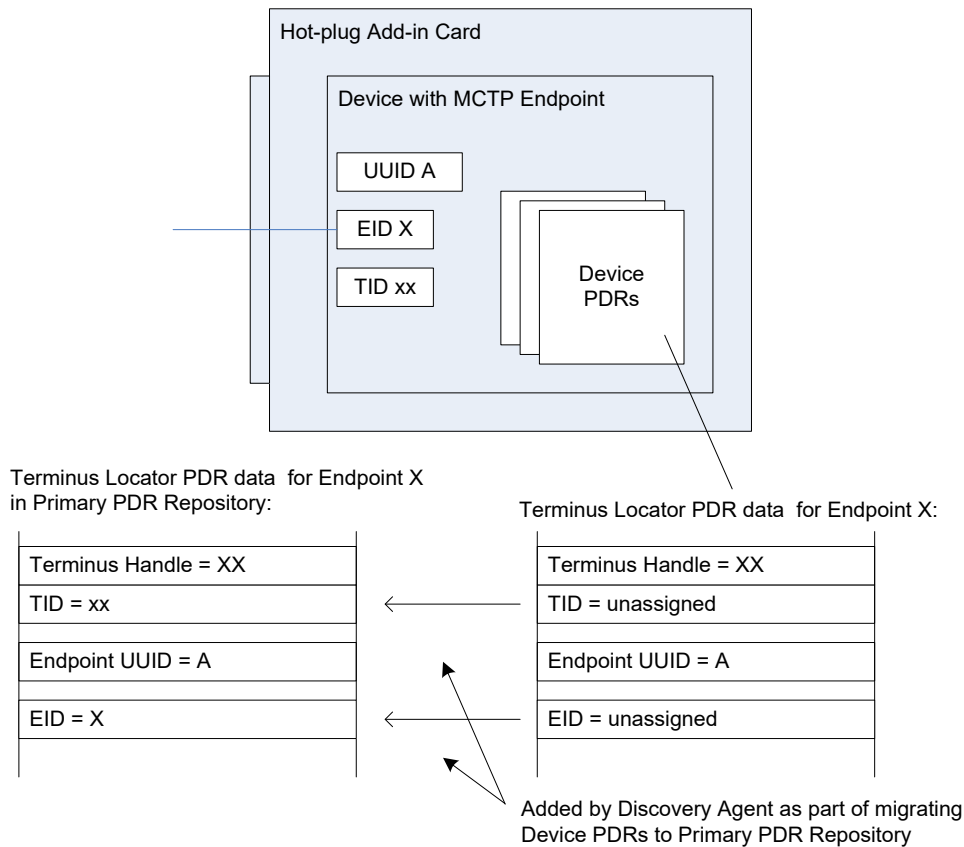 Hot-plug Add-in Card
Device with MCTP Endpoint
UUID A
EID X
TID xx
Device
PDRs
Terminus Locator PDR data for Endpoint X
in Primary PDR Repository:
Terminus Handle = XX
TID = xx
Endpoint UUID = A
EID = X
Terminus Locator PDR data for Endpoint X:
Terminus Handle = XX
TID = unassigned
Endpoint UUID = A
EID = unassigned
Added by Discovery Agent as part of migrating
Device PDRs to Primary PDR Repository